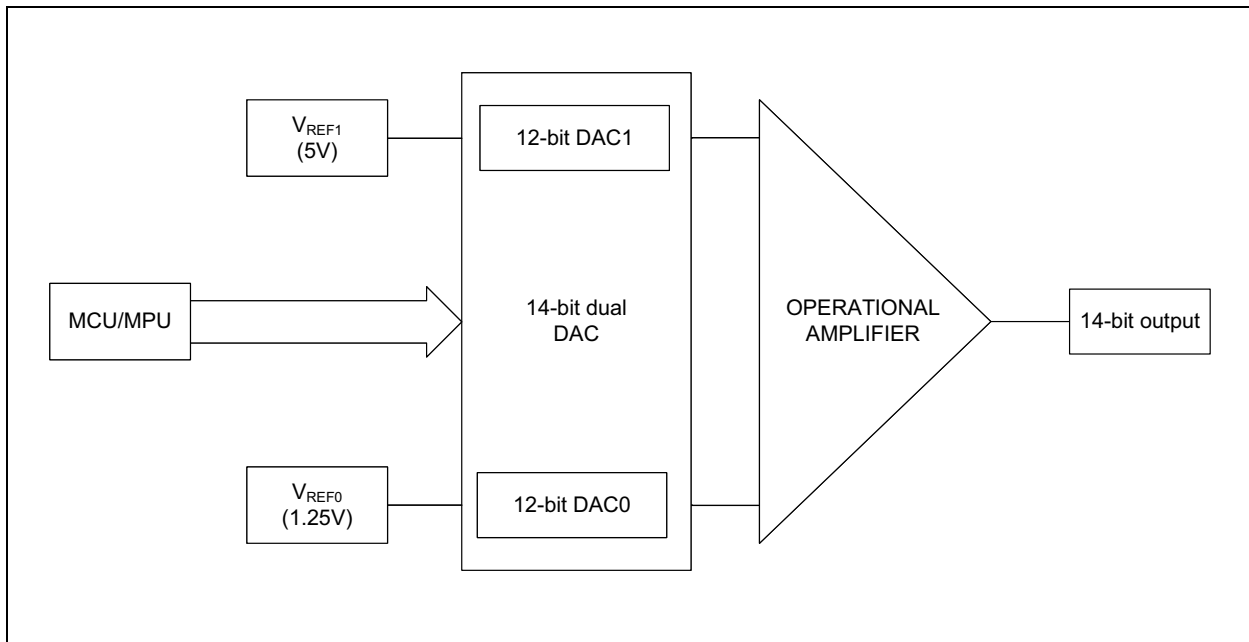 VREF1
(5V)
12-bit DAC1
MCU/MPU
14-bit dual
DAC
OPERATIONAL
AMPLIFIER
14-bit output
VREF0
(1.25V)
12-bit DAC0